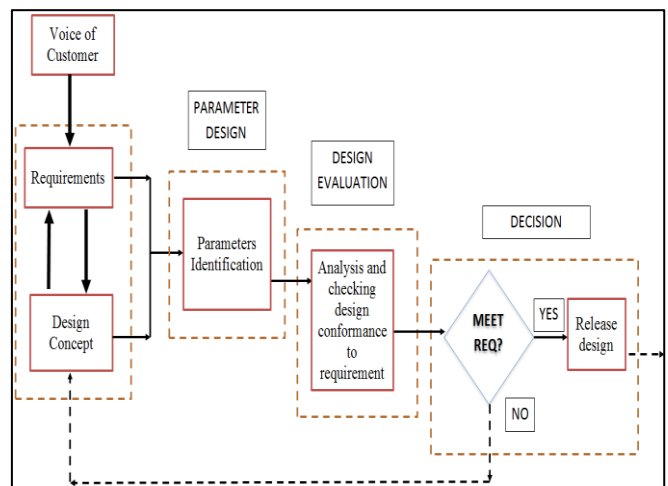 Voice of
Customer
PARAMETER
DESIGN
DESIGN
EVALUATION
DECISION
Requirements
Parameters
Identification
Design
Concept
Analysis and
checking
design
conformance
to
requirement
MEET
REQ?
YES
Release
design
NO